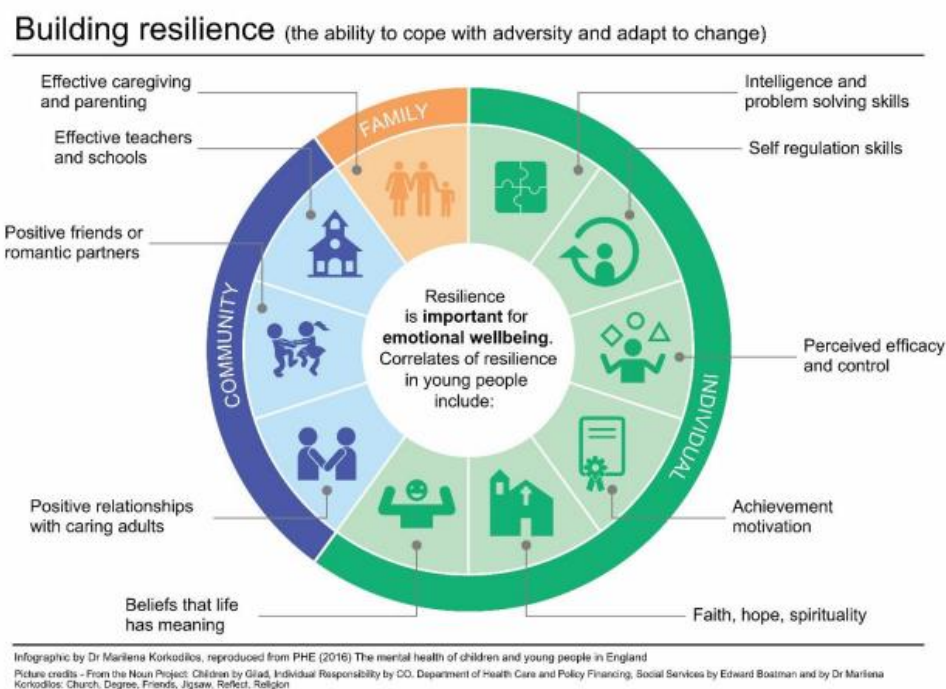 Building resilience (the ability to cope with adversity and adapt to change)
Effective caregiving
and parenting
Effective teachers
and schools
Positive friends or
romantic partners
Positive relationships
with caring adults
Beliefs that life
has meaning
Intelligence and
problem solving skills
Self regulation skills
Perceived efficacy
and control
Achievement
motivation
Faith, hope, spirituality
FAMILY
COMMUNITY
INDIVIDUAL
Resilience
is important for
emotional wellbeing.
Correlates of resilience
in young people
include:
Infographic by Dr Marilena Korkodilos, reproduced from PHE (2016) The mental health of children and young people in England
Picture credits - From the Noun Project: Children by Gilad, Individual Responsibility by CO. Department of Health Care and Policy Financing, Social Services by Edward Boatman and by Dr Marilena
Korkodilos: Church, Degree, Friends, Jigsaw, Reflect, Religion